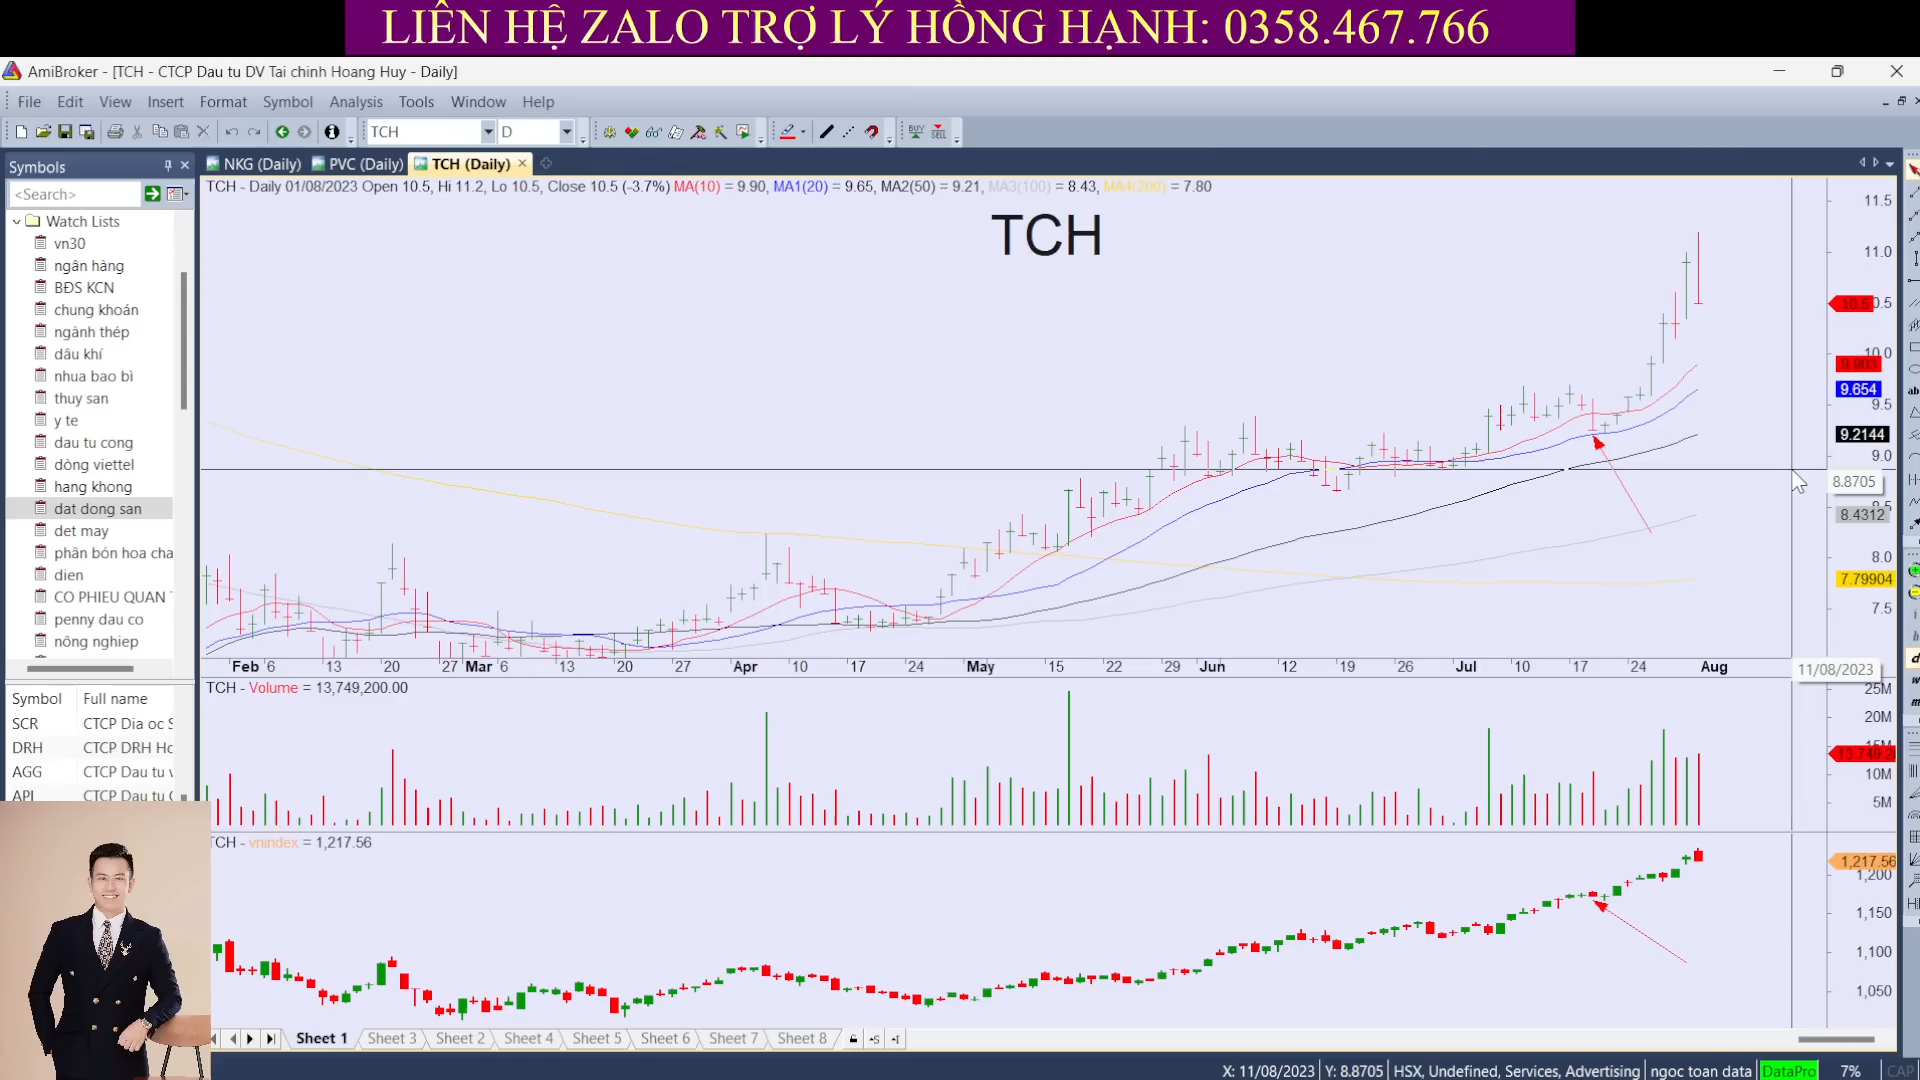 LIÊN HỆ ZALO TRỢ LÝ HỒNG HẠNH: 0358.467.766
AmiBroker - [TCH - CTCP Dau tu DV Tai chinh Hoang Huy - Daily]
File Edit View Insert Format Symbol Analysis Tools Window Help
TCH D BUY SELL
Symbols
NKG (Daily) PVC (Daily) TCH (Daily)
<Search>
TCH - Daily 01/08/2023 Open 10.5, Hi 11.2, Lo 10.5, Close 10.5 (-3.7%) MA(10) = 9.90, MA1(20) = 9.65, MA2(50) = 9.21, MA3(100) = 8.43, MA4(200) = 7.80
TCH
Watch Lists
vn30
ngân hàng
BĐS KCN
chung khoán
ngành thép
dầu khí
nhua bao bì
thuy san
y te
dau tu cong
dòng viettel
hang khong
dat dong san
det may
phân bón hoa cha
dien
CO PHIEU QUAN
penny dau co
nông nghiep
11.5
11.0
10.5
10.0
9.903
9.654
9.5
9.2144
9.0
8.8705
8.4312
8.0
7.79904
7.5
Feb 6 13 20 27 Mar 6 13 20 27 Apr 10 17 24 May 15 22 29 Jun 12 19 26 Jul 10 17 24 Aug 11/08/2023
TCH - Volume = 13,749,200.00
25M
20M
10M
5M
Symbol Full name
SCR CTCP Dia oc S
DRH CTCP DRH Ho
AGG CTCP Dau tu v
API CTCP Dau tu C
TCH - vnindex = 1,217.56
1,217.56
1,200
1,150
1,100
1,050
Sheet 1 Sheet 3 Sheet 2 Sheet 4 Sheet 5 Sheet 6 Sheet 7 Sheet 8
X: 11/08/2023 Y: 8.8705 HSX, Undefined, Services, Advertising ngoc toan data DataPro 7% CAP